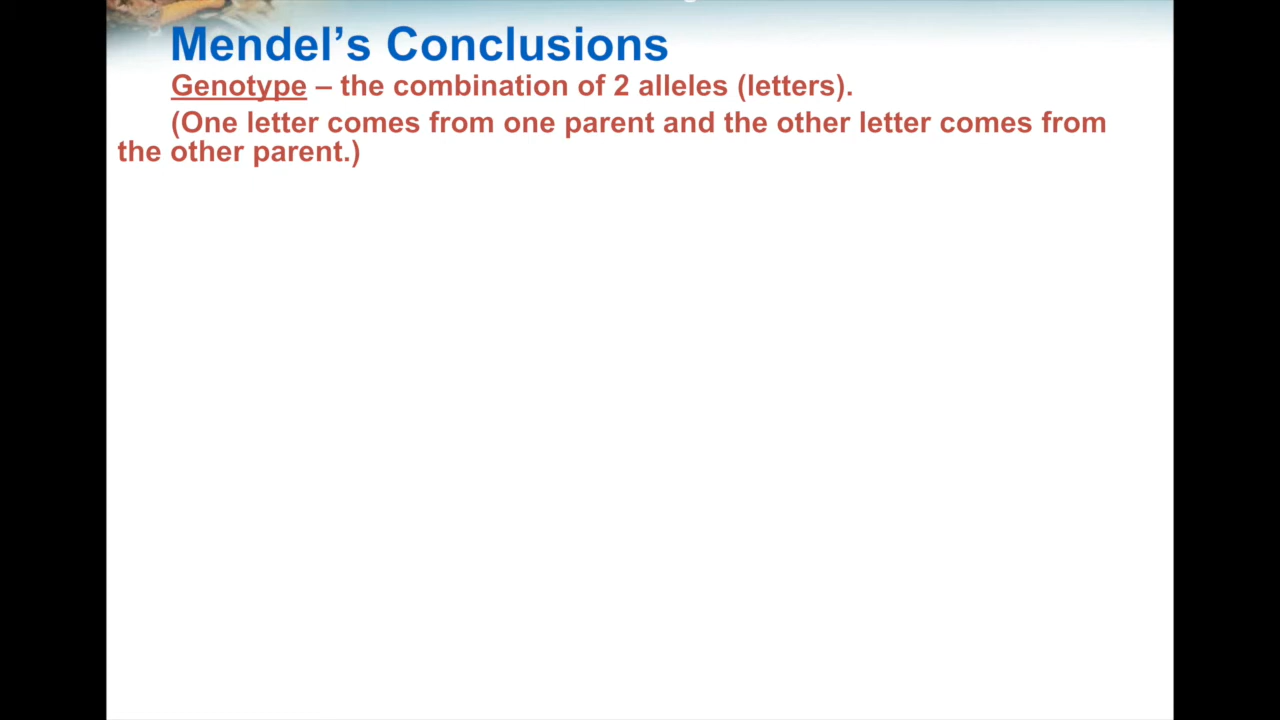 Mendel’s Conclusions
Genotype – the combination of 2 alleles (letters).
(One letter comes from one parent and the other letter comes from
the other parent.)